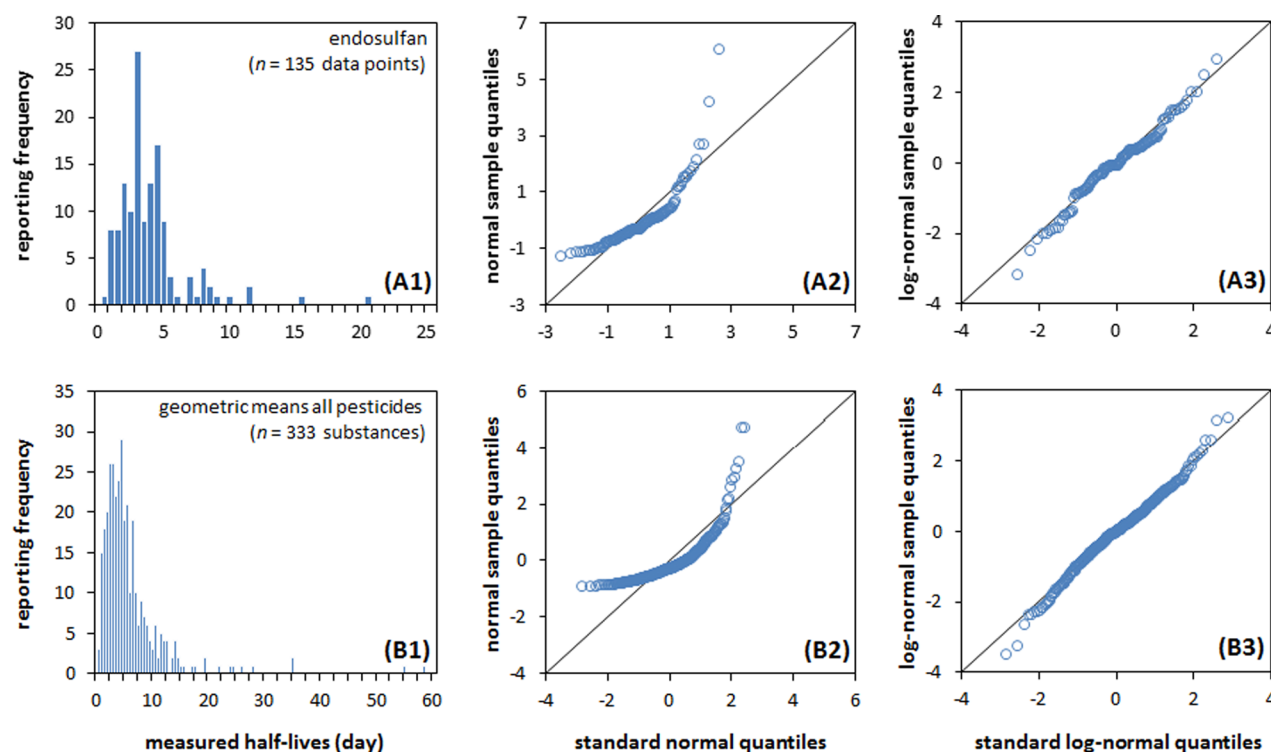 reporting frequency
30
25
20
15
10
5
0
endosulfan
(n = 135 data points)
(A1)
0 5 10 15 20 25
normal sample quantiles
7
5
3
1
-1
-3
(A2)
-3 -1 1 3 5 7
log-normal sample quantiles
4
2
0
-2
-4
(A3)
-4 -2 0 2 4
reporting frequency
35
30
25
20
15
10
5
0
geometric means all pesticides
(n = 333 substances)
(B1)
0 10 20 30 40 50 60
measured half-lives (day)
normal sample quantiles
6
4
2
0
-2
-4
(B2)
-4 -2 0 2 4 6
standard normal quantiles
log-normal sample quantiles
4
2
0
-2
-4
(B3)
-4 -2 0 2 4
standard log-normal quantiles